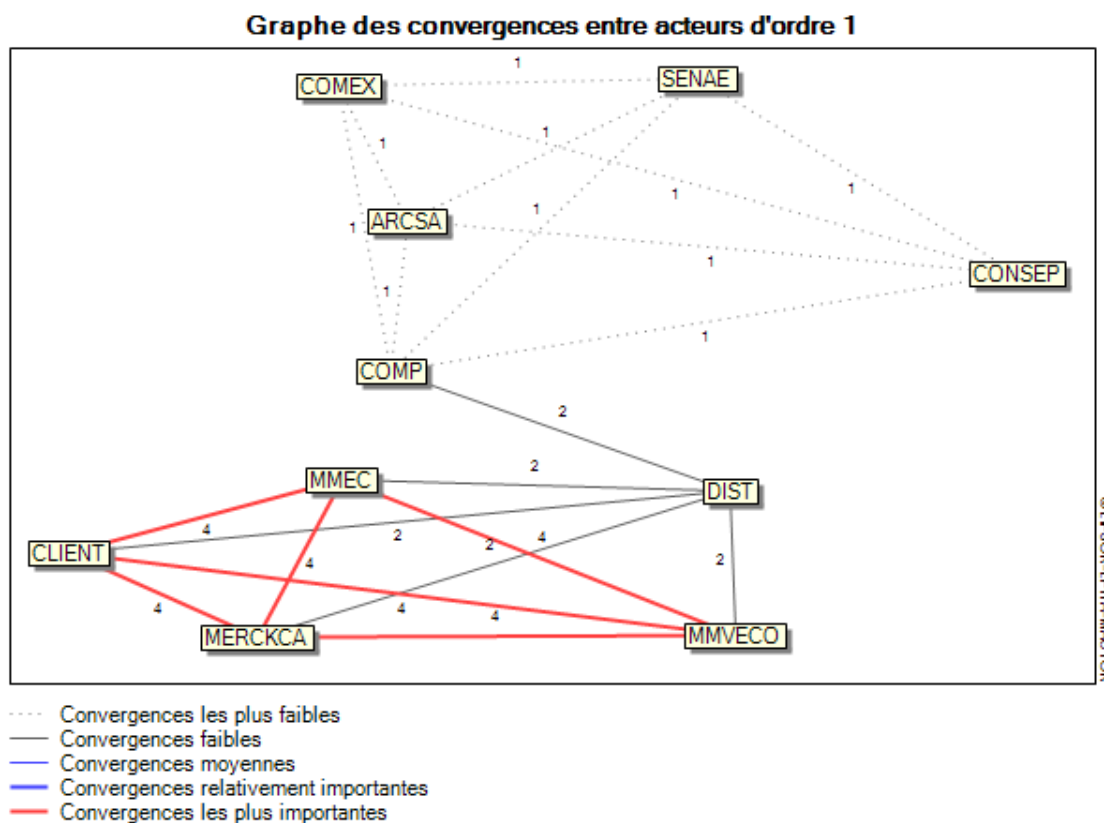 Graphe des convergences entre acteurs d'ordre 1
COMEX
1
SENAE
1
1
ARCSA
1
1
1
1
1
CONSEP
1
1
COMP
2
MMEC
2
DIST
CLIENT
4
2
2
4
4
2
MERCKCA
4
4
4
MMVECO
Convergences les plus faibles
Convergences faibles
Convergences moyennes
Convergences relativement importantes
Convergences les plus importantes